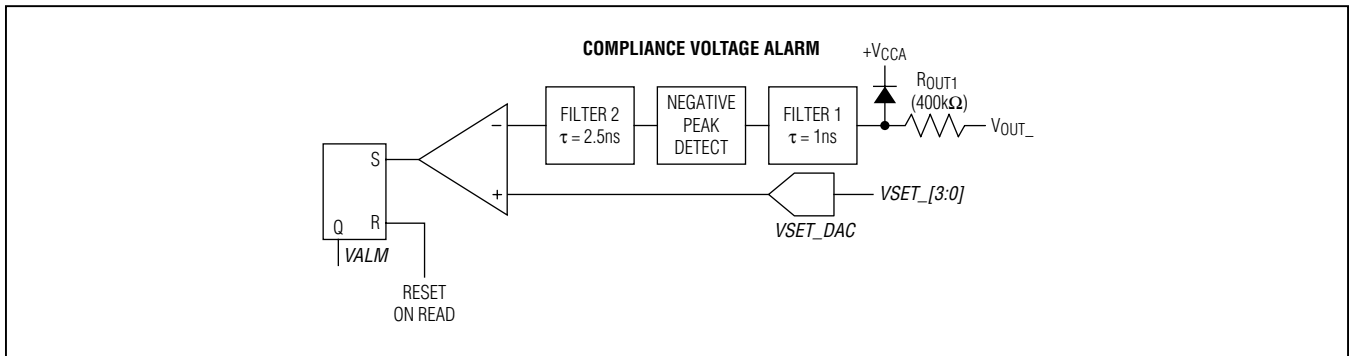 COMPLIANCE VOLTAGE ALARM
+VCCA
ROUT1
(400kΩ)
VOUT_
FILTER 1
τ = 1ns
NEGATIVE
PEAK
DETECT
FILTER 2
τ = 2.5ns
−
+
VSET_[3:0]
VSET_DAC
S
R
Q
VALM
RESET
ON READ